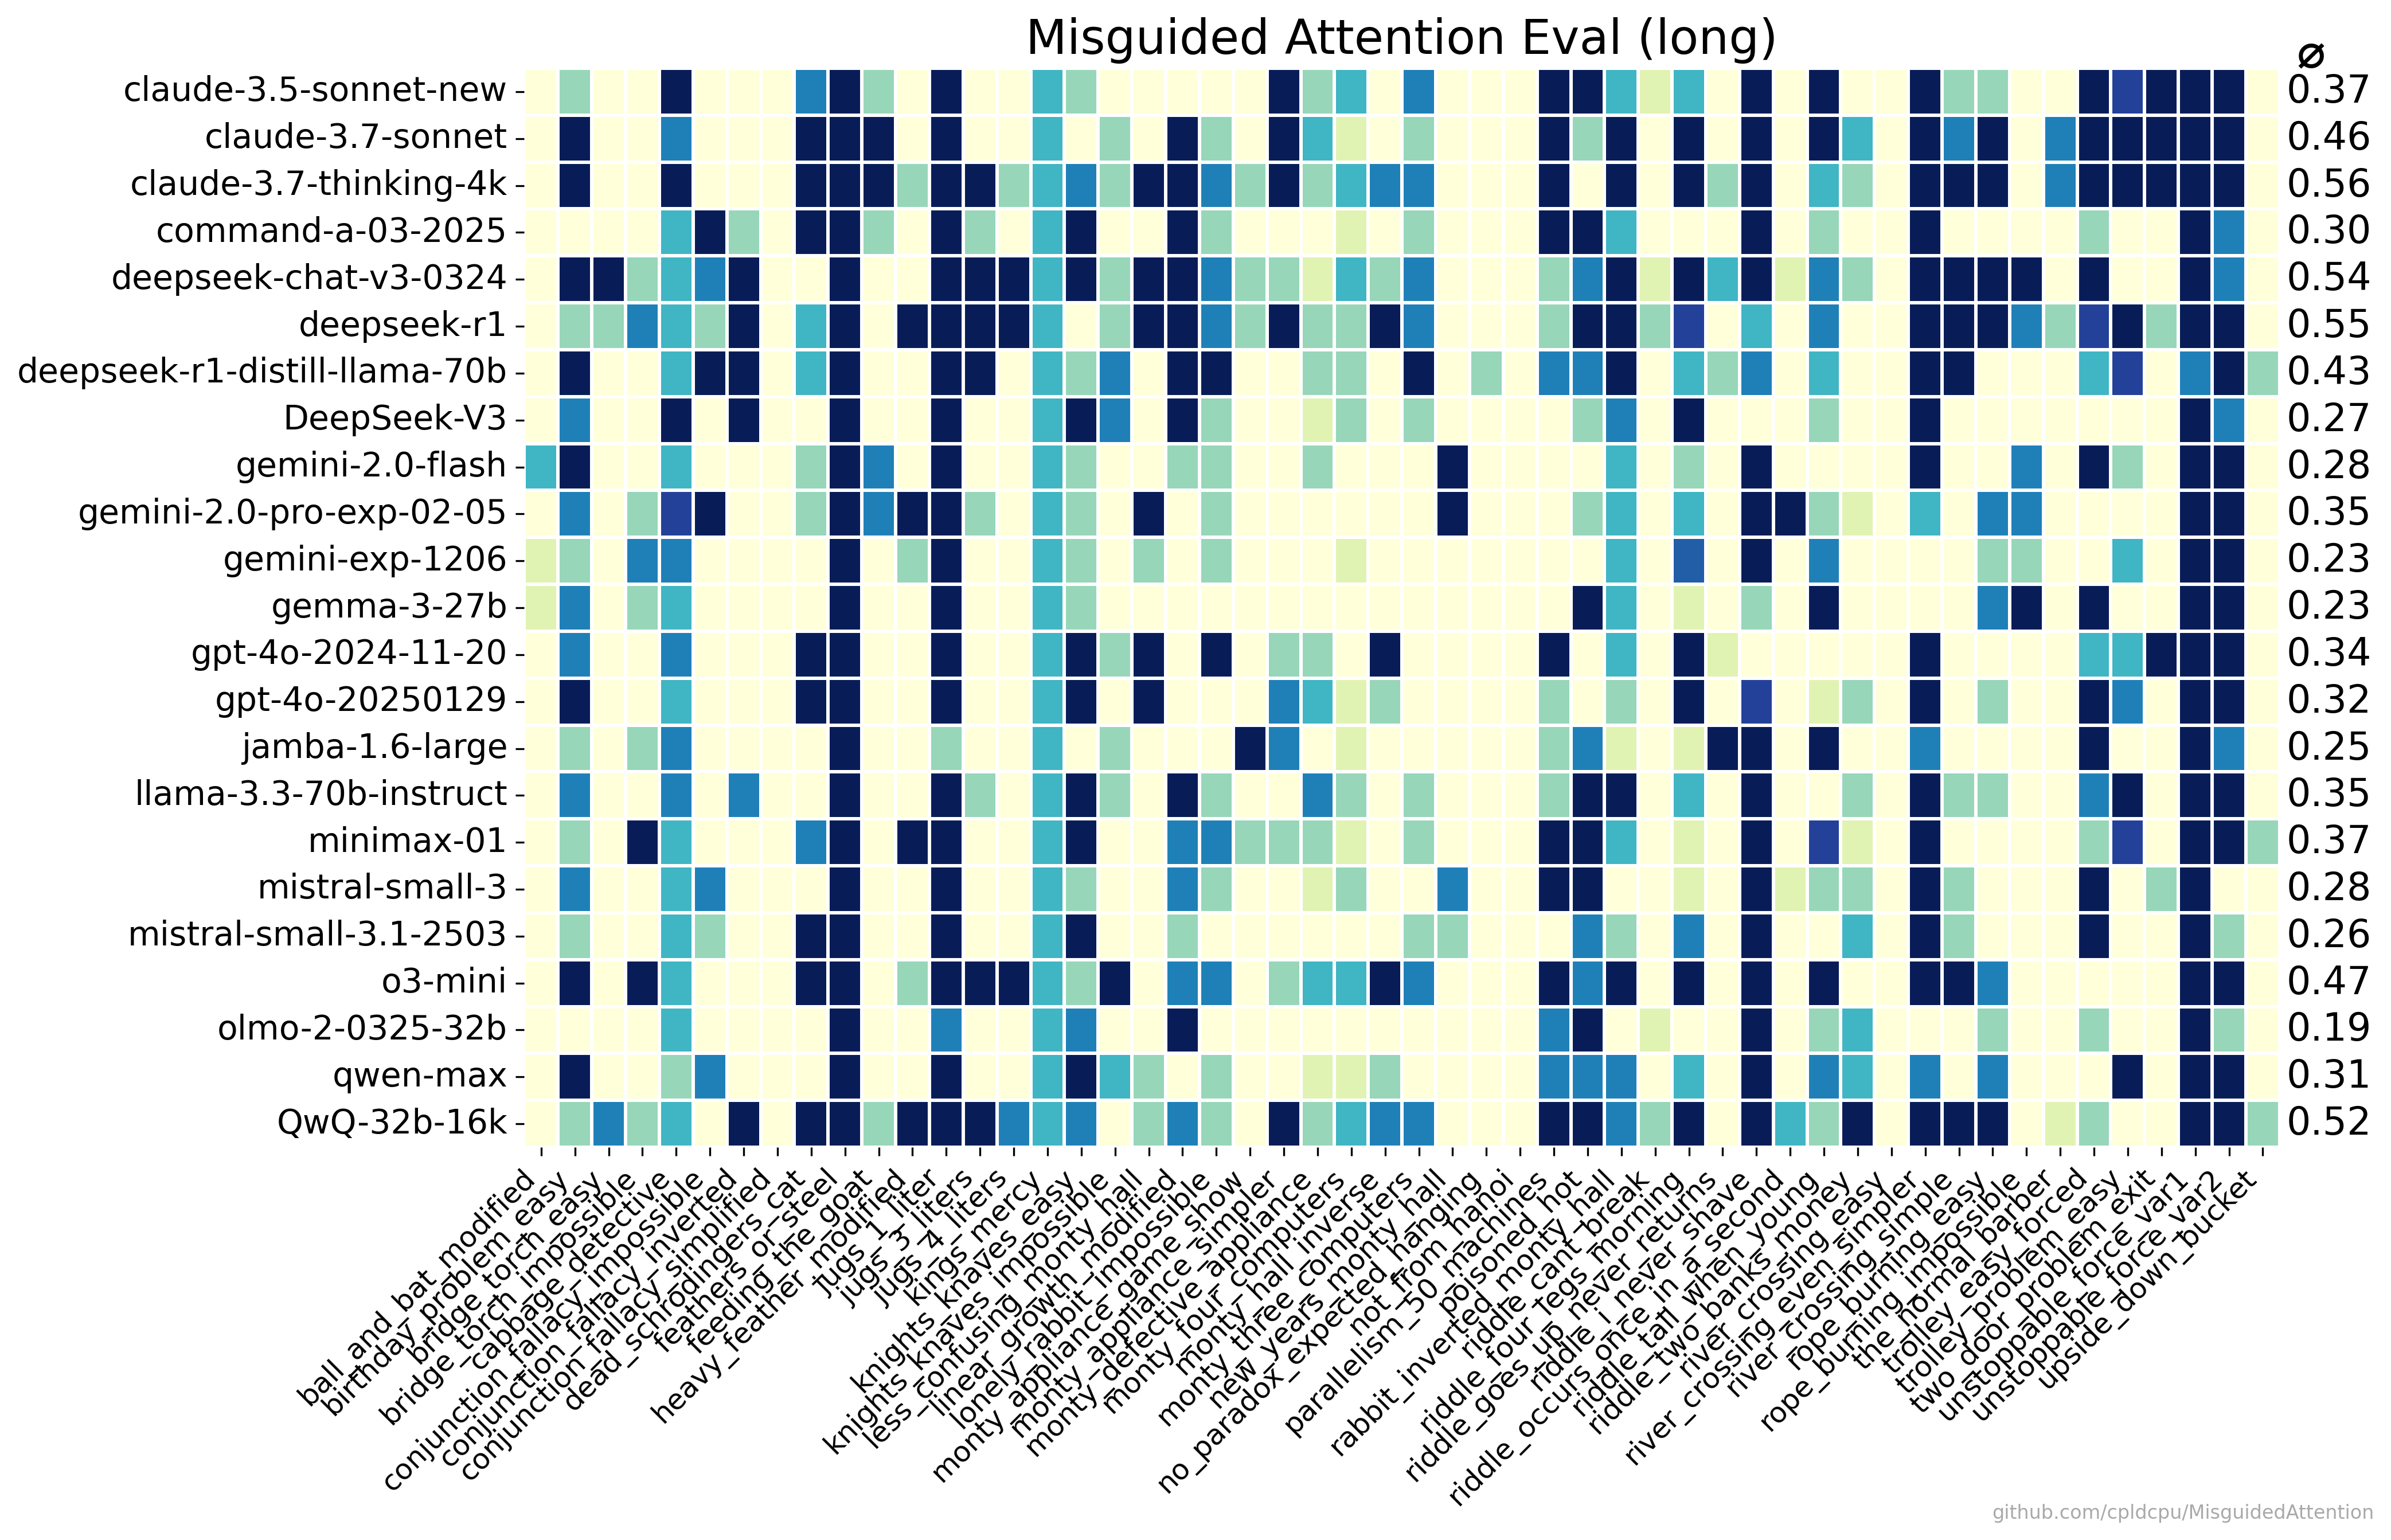 Misguided Attention Eval (long)
⌀
claude-3.5-sonnet-new 0.37
claude-3.7-sonnet 0.46
claude-3.7-thinking-4k 0.56
command-a-03-2025 0.30
deepseek-chat-v3-0324 0.54
deepseek-r1 0.55
deepseek-r1-distill-llama-70b 0.43
DeepSeek-V3 0.27
gemini-2.0-flash 0.28
gemini-2.0-pro-exp-02-05 0.35
gemini-exp-1206 0.23
gemma-3-27b 0.23
gpt-4o-2024-11-20 0.34
gpt-4o-20250129 0.32
jamba-1.6-large 0.25
llama-3.3-70b-instruct 0.35
minimax-01 0.37
mistral-small-3 0.28
mistral-small-3.1-2503 0.26
o3-mini 0.47
olmo-2-0325-32b 0.19
qwen-max 0.31
QwQ-32b-16k 0.52
ball_and_bat_modified
birthday_problem_easy
bridge_torch_easy
bridge_torch_impossible
cabbage_detective
conjunction_fallacy_impossible
conjunction_fallacy_inverted
conjunction_fallacy_simplified
dead_schrodingers_cat
feathers_or_steel
feeding_the_goat
heavy_feather_modified
jugs_1_liter
jugs_3_liters
jugs_4_liters
kings_mercy
knights_knaves_easy
knights_knaves_impossible
less_confusing_monty_hall
linear_growth_modified
lonely_rabbit_impossible
monty_appliance_game_show
monty_appliance_simpler
monty_defective_appliance
monty_four_computers
monty_hall_inverse
monty_three_computers
new_years_monty_hall
no_paradox_expected_hanging
not_from_hanoi
parallelism_50_machines
poisoned_hot
rabbit_inverted_monty_hall
riddle_cant_break
riddle_four_legs_morning
riddle_goes_up_never_returns
riddle_i_never_shave
riddle_occurs_once_in_a_second
riddle_tall_when_young
riddle_two_banks_money
river_crossing_easy
river_crossing_even_simpler
river_crossing_simple
rope_burning_easy
rope_burning_impossible
the_normal_barber
trolley_easy_forced
trolley_problem_easy
two_door_problem_exit
unstoppable_force_var1
unstoppable_force_var2
upside_down_bucket
github.com/cpldcpu/MisguidedAttention